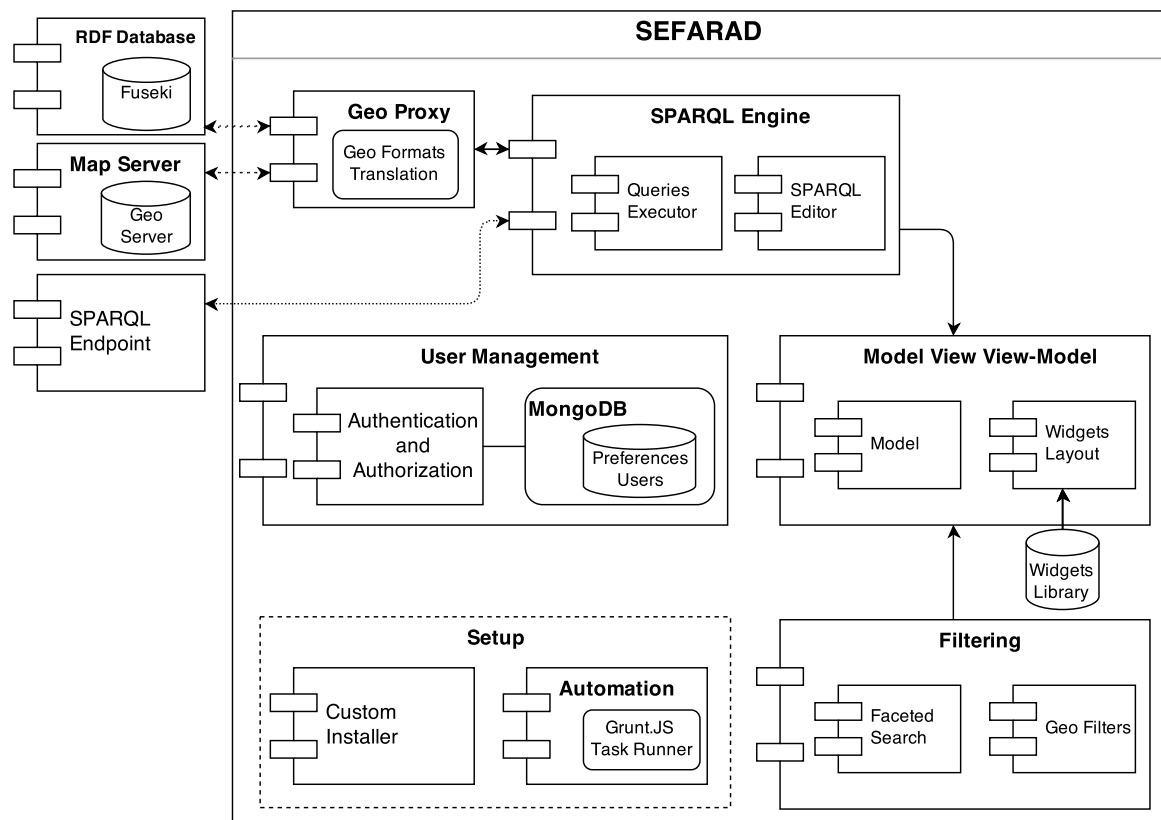 SEFARAD
RDF Database
Fuseki
Map Server
Geo
Server
SPARQL
Endpoint
Geo Proxy
Geo Formats
Translation
SPARQL Engine
Queries
Executor
SPARQL
Editor
User Management
Authentication
and
Authorization
MongoDB
Preferences
Users
Model View View-Model
Model
Widgets
Layout
Widgets
Library
Setup
Custom
Installer
Automation
Grunt.JS
Task Runner
Filtering
Faceted
Search
Geo Filters